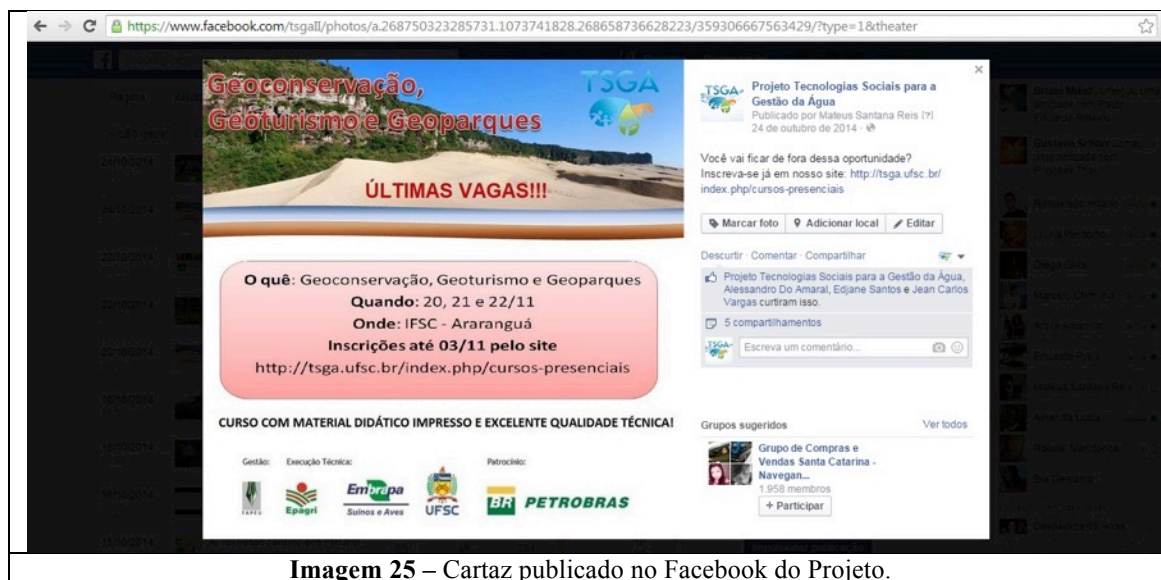 https://www.facebook.com/tsgaII/photos/a.268750323285731.1073741828.268658736628223/359306667563429/?type=1&theater
Geoconservação,
Geoturismo e Geoparques
TSGA
ÚLTIMAS VAGAS!!!
O quê: Geoconservação, Geoturismo e Geoparques
Quando: 20, 21 e 22/11
Onde: IFSC - Araranguá
Inscrições até 03/11 pelo site
http://tsga.ufsc.br/index.php/cursos-presenciais
CURSO COM MATERIAL DIDÁTICO IMPRESSO E EXCELENTE QUALIDADE TÉCNICA!
Gestão: Execução Técnica: Patrocínio:
FAPEU
Epagri
Embrapa
Suínos e Aves
UFSC
BR PETROBRAS
TSGA
Projeto Tecnologias Sociais para a
Gestão da Água
Publicado por Mateus Santana Reis [?]
24 de outubro de 2014 ·
Você vai ficar de fora dessa oportunidade?
Inscreva-se já em nosso site: http://tsga.ufsc.br/
index.php/cursos-presenciais
Marcar foto Adicionar local Editar
Descurtir · Comentar · Compartilhar
Projeto Tecnologias Sociais para a Gestão da Água,
Alessandro Do Amaral, Edjane Santos e Jean Carlos
Vargas curtiram isso.
5 compartilhamentos
TSGA
Escreva um comentário...
Grupos sugeridos Ver todos
Grupo de Compras e
Vendas Santa Catarina -
Navegan...
1.958 membros
+ Participar
Imagem 25 – Cartaz publicado no Facebook do Projeto.